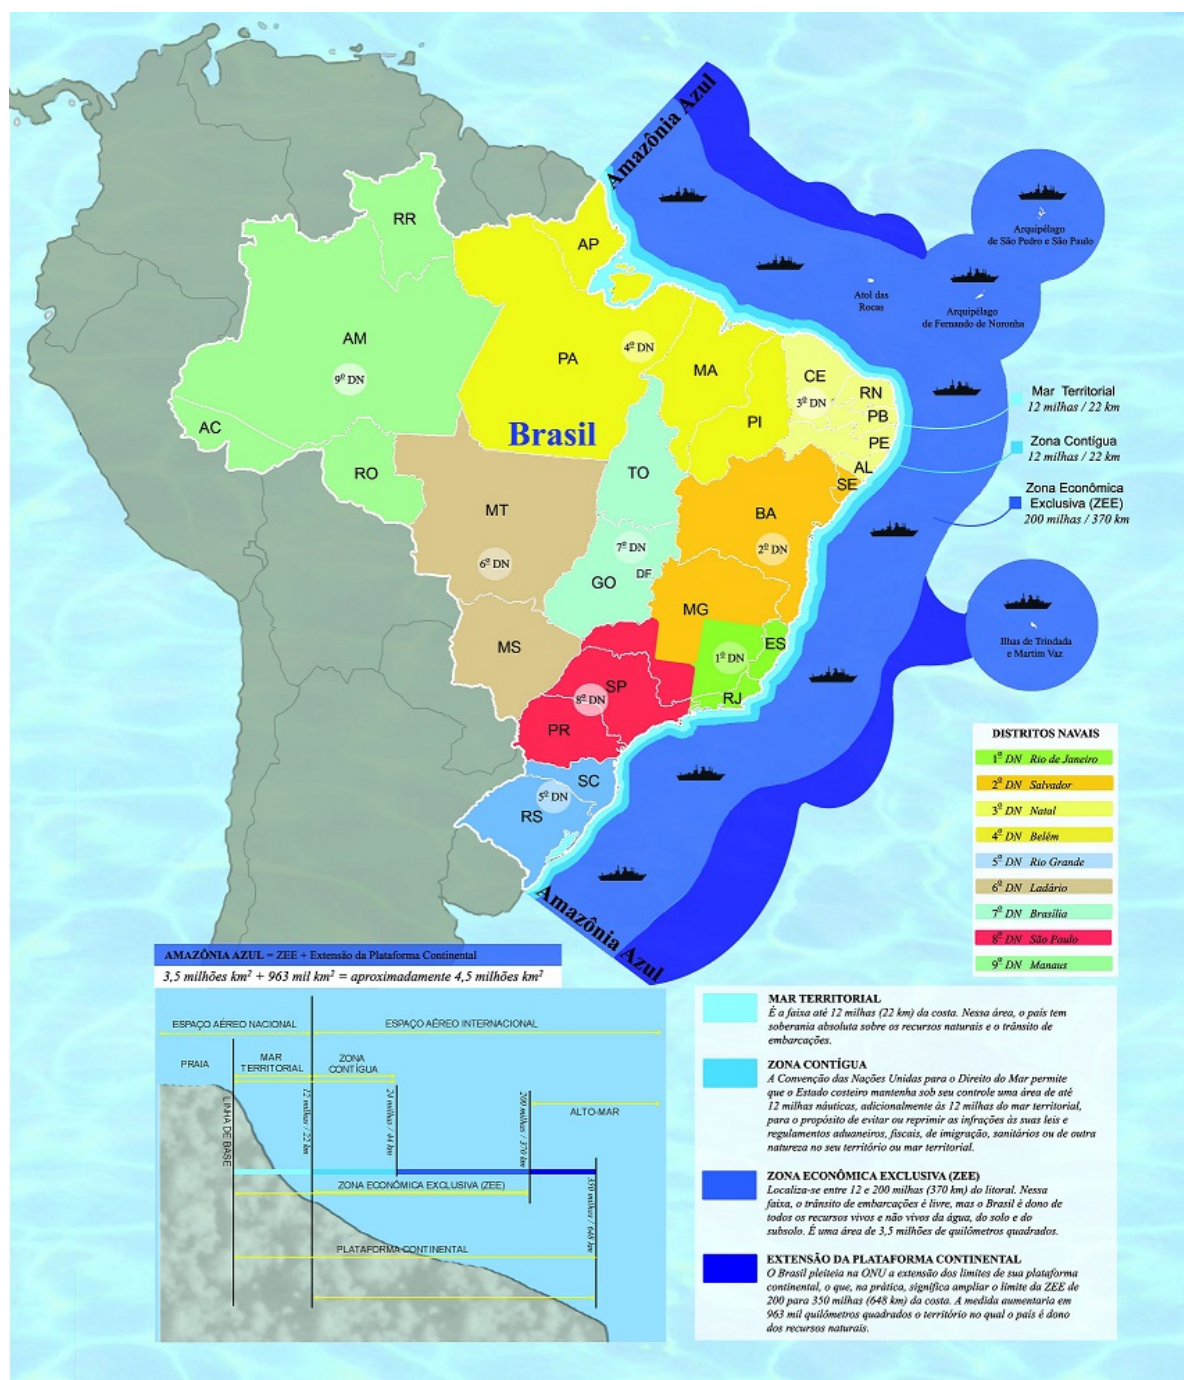 Amazônia Azul
RR
AP
Arquipélago
de São Pedro e São Paulo
Atol das
Rocas
Arquipélago
de Fernando de Noronha
AM
9º DN
PA
4º DN
MA
CE
3º DN
RN
PB
PI
PE
AL
SE
Mar Territorial
12 milhas / 22 km
Zona Contígua
12 milhas / 22 km
Zona Econômica
Exclusiva (ZEE)
200 milhas / 370 km
Brasil
AC
RO
TO
MT
6º DN
7º DN
GO
DF
BA
2º DN
MG
MS
ES
1º DN
RJ
SP
8º DN
PR
SC
5º DN
RS
Ilhas de Trindada
e Martim Vaz
Amazônia Azul
DISTRITOS NAVAIS
1º DN Rio de Janeiro
2º DN Salvador
3º DN Natal
4º DN Belém
5º DN Rio Grande
6º DN Ladário
7º DN Brasília
8º DN São Paulo
9º DN Manaus
AMAZÔNIA AZUL = ZEE + Extensão da Plataforma Continental
3,5 milhões km² + 963 mil km² = aproximadamente 4,5 milhões km²
ESPAÇO AÉREO NACIONAL
ESPAÇO AÉREO INTERNACIONAL
PRAIA
MAR
TERRITORIAL
ZONA
CONTÍGUA
ALTO-MAR
LINHA DE BASE
12 milhas / 22 km
24 milhas / 44 km
200 milhas / 370 km
350 milhas / 648 km
ZONA ECONÔMICA EXCLUSIVA (ZEE)
PLATAFORMA CONTINENTAL
MAR TERRITORIAL
É a faixa até 12 milhas (22 km) da costa. Nessa área, o país tem
soberania absoluta sobre os recursos naturais e o trânsito de
embarcações.
ZONA CONTÍGUA
A Convenção das Nações Unidas para o Direito do Mar permite
que o Estado costeiro mantenha sob seu controle uma área de até
12 milhas náuticas, adicionalmente às 12 milhas do mar territorial,
para o propósito de evitar ou reprimir as infrações às suas leis e
regulamentos aduaneiros, fiscais, de imigração, sanitários ou de outra
natureza no seu território ou mar territorial.
ZONA ECONÔMICA EXCLUSIVA (ZEE)
Localiza-se entre 12 e 200 milhas (370 km) do litoral. Nessa
faixa, o trânsito de embarcações é livre, mas o Brasil é dono de
todos os recursos vivos e não vivos da água, do solo e do
subsolo. É uma área de 3,5 milhões de quilômetros quadrados.
EXTENSÃO DA PLATAFORMA CONTINENTAL
O Brasil pleiteia na ONU a extensão dos limites de sua plataforma
continental, o que, na prática, significa ampliar o limite da ZEE de
200 para 350 milhas (648 km) da costa. A medida aumentaria em
963 mil quilômetros quadrados o território no qual o país é dono
dos recursos naturais.